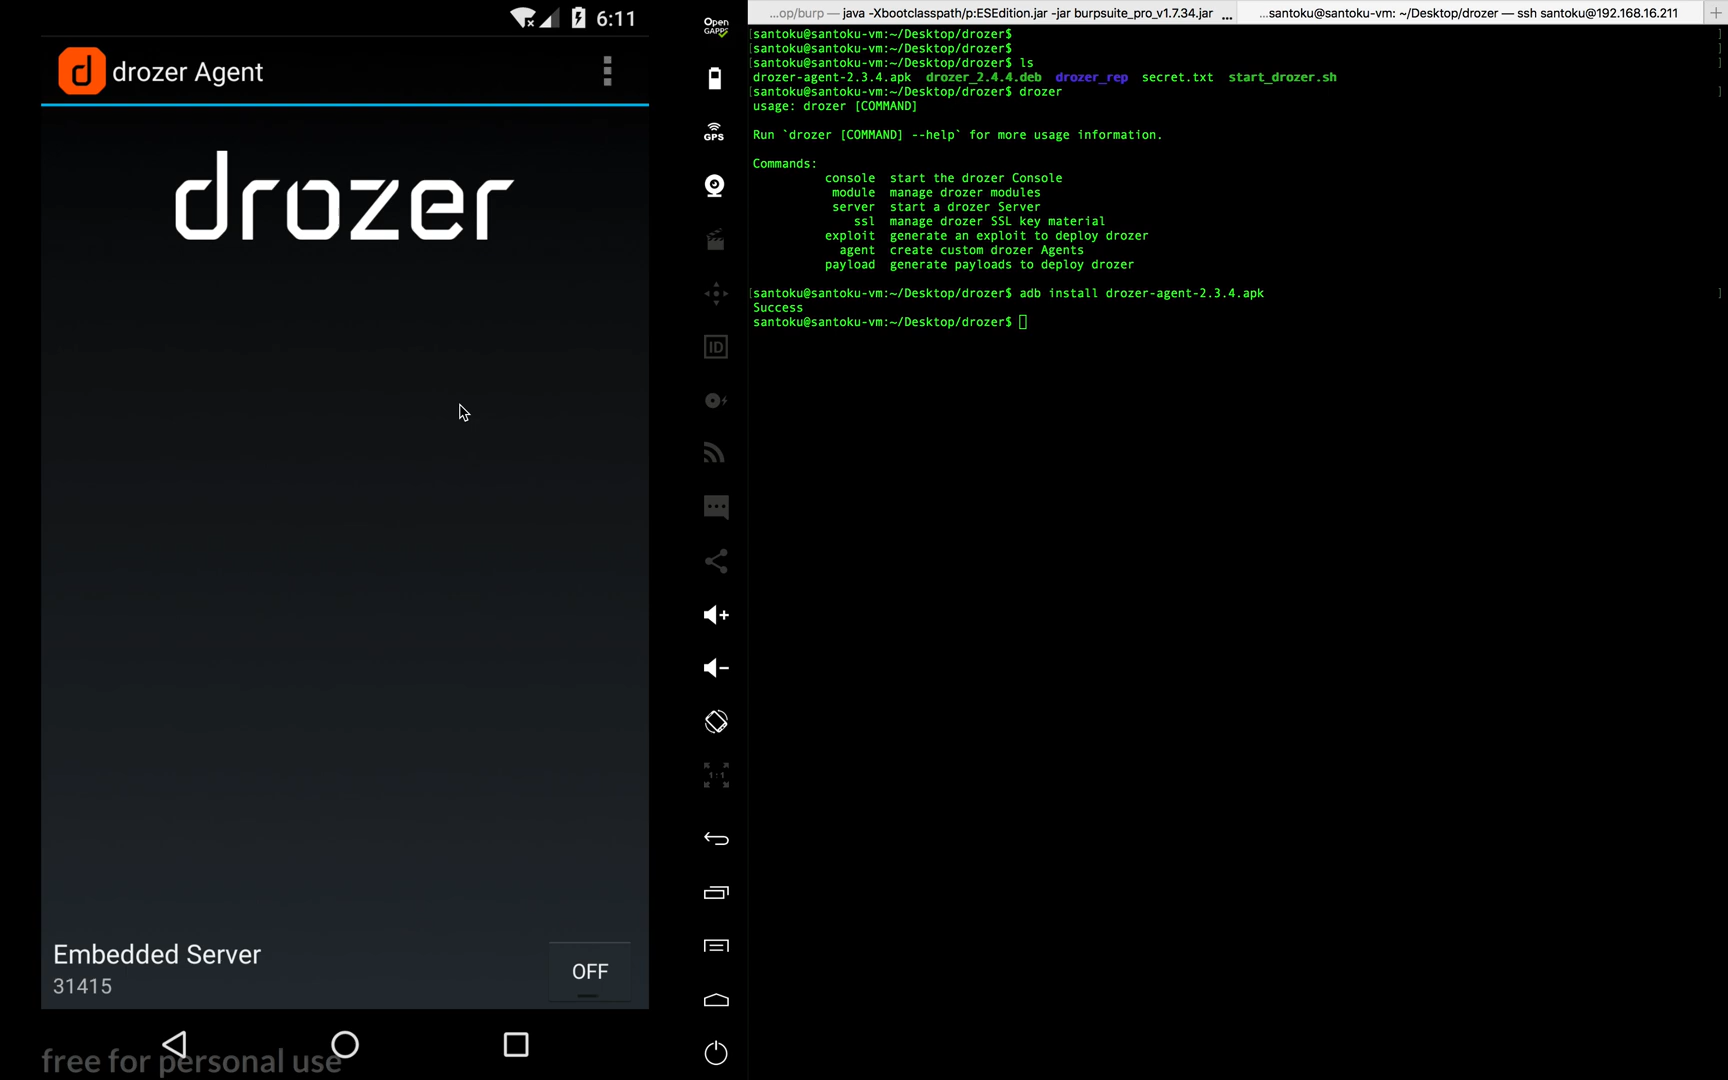 6:11
drozer Agent
drozer
Embedded Server
31415
OFF
free for personal use
Open
GAPPS
GPS
ID
1:1
...op/burp — java -Xbootclasspath/p:ESEdition.jar -jar burpsuite_pro_v1.7.34.jar ...
...santoku@santoku-vm: ~/Desktop/drozer — ssh santoku@192.168.16.211 +
[santoku@santoku-vm:~/Desktop/drozer$ ]
[santoku@santoku-vm:~/Desktop/drozer$ ]
[santoku@santoku-vm:~/Desktop/drozer$ ls ]
drozer-agent-2.3.4.apk drozer_2.4.4.deb drozer_rep secret.txt start_drozer.sh
[santoku@santoku-vm:~/Desktop/drozer$ drozer ]
usage: drozer [COMMAND]
Run `drozer [COMMAND] --help` for more usage information.
Commands:
console start the drozer Console
module manage drozer modules
server start a drozer Server
ssl manage drozer SSL key material
exploit generate an exploit to deploy drozer
agent create custom drozer Agents
payload generate payloads to deploy drozer
[santoku@santoku-vm:~/Desktop/drozer$ adb install drozer-agent-2.3.4.apk ]
Success
santoku@santoku-vm:~/Desktop/drozer$